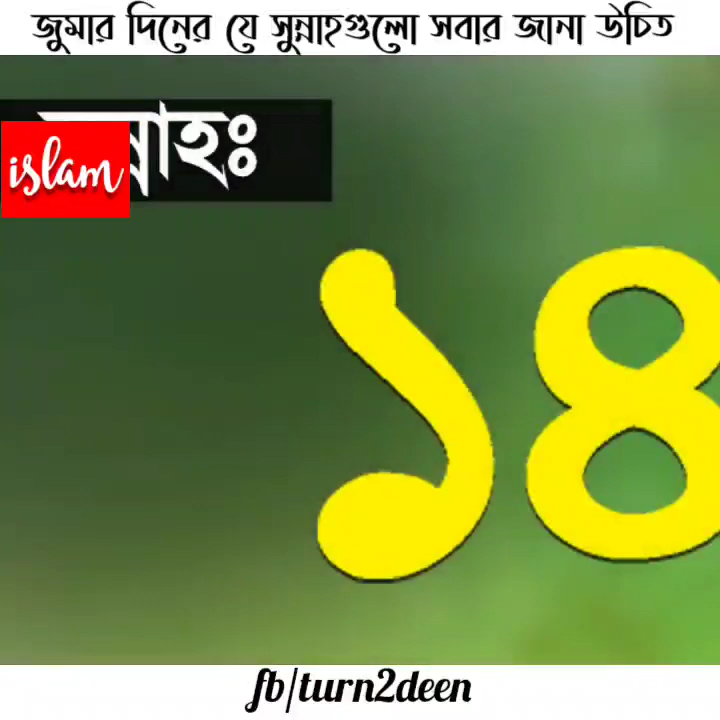 জুমার দিনের যে সুন্নাহগুলো সবার জানা উচিত
islam
১৪
fb/turn2deen